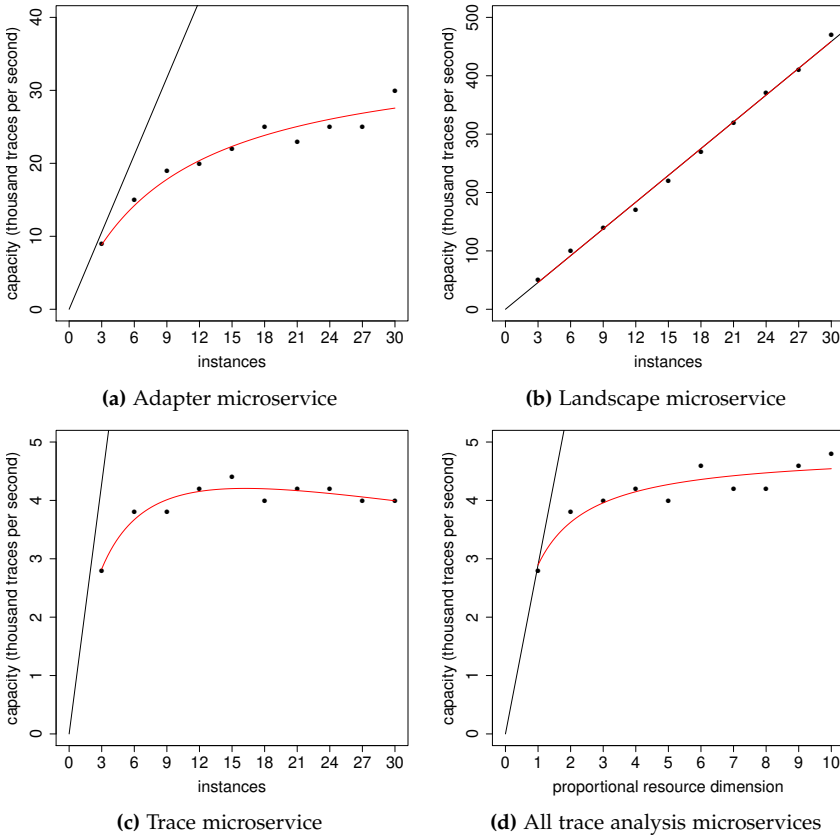 capacity (thousand traces per second)
0 10 20 30 40
0 3 6 9 12 15 18 21 24 27 30
instances
(a) Adapter microservice
capacity (thousand traces per second)
0 100 200 300 400 500
0 3 6 9 12 15 18 21 24 27 30
instances
(b) Landscape microservice
capacity (thousand traces per second)
0 1 2 3 4 5
0 3 6 9 12 15 18 21 24 27 30
instances
(c) Trace microservice
capacity (thousand traces per second)
0 1 2 3 4 5
0 1 2 3 4 5 6 7 8 9 10
proportional resource dimension
(d) All trace analysis microservices